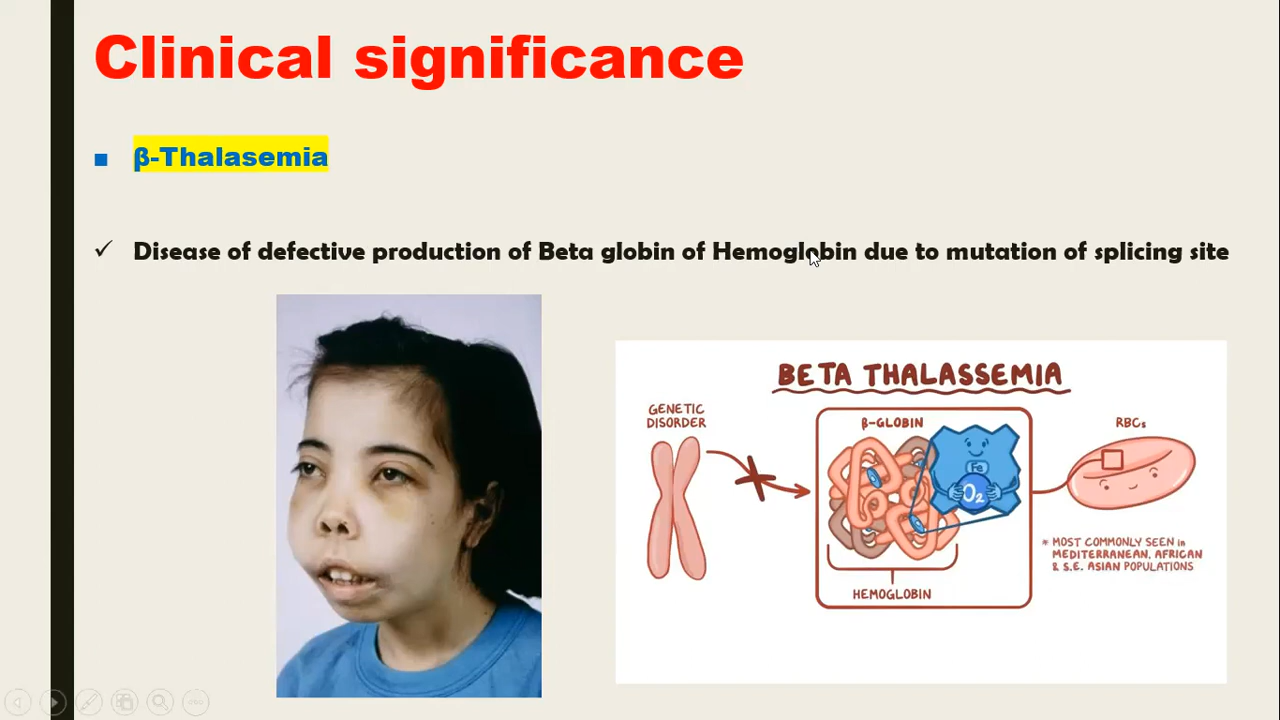 Clinical significance
β-Thalasemia
Disease of defective production of Beta globin of Hemoglobin due to mutation of splicing site
BETA THALASSEMIA
GENETIC
DISORDER
β-GLOBIN
Fe
O₂
HEMOGLOBIN
RBCs
* MOST COMMONLY SEEN in
MEDITERRANEAN, AFRICAN
& S.E. ASIAN POPULATIONS